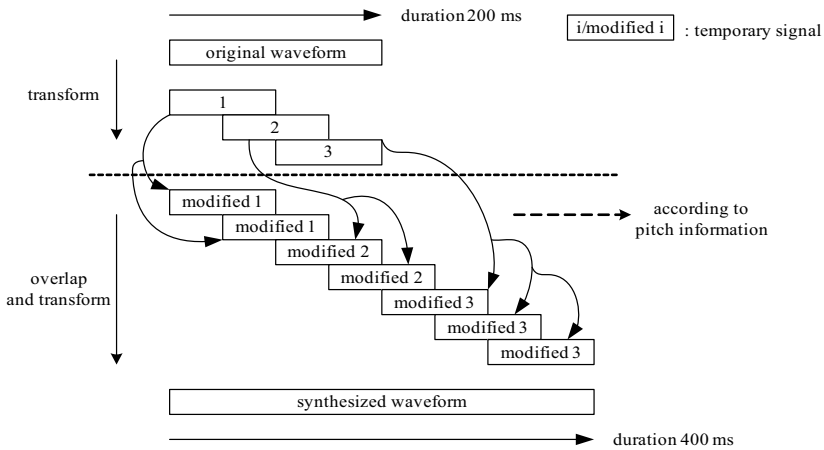 duration 200 ms
i/modified i : temporary signal
original waveform
transform
1
2
3
modified 1
according to
pitch information
modified 1
modified 2
overlap
and transform
modified 2
modified 3
modified 3
modified 3
synthesized waveform
duration 400 ms